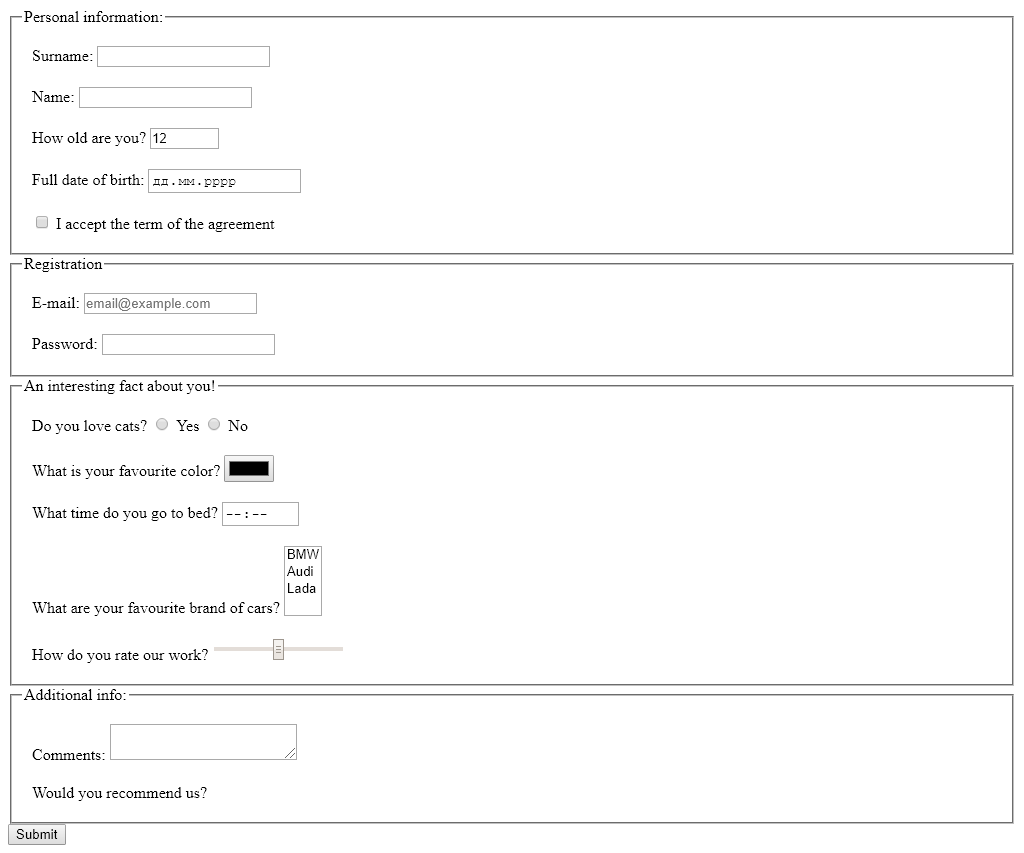 Personal information:
Surname:
Name:
How old are you? 12
Full date of birth: дд.мм.рррр
I accept the term of the agreement
Registration
E-mail: email@example.com
Password:
An interesting fact about you!
Do you love cats? Yes No
What is your favourite color?
What time do you go to bed? --:--
BMW
Audi
Lada
What are your favourite brand of cars?
How do you rate our work?
Additional info:
Comments:
Would you recommend us?
Submit